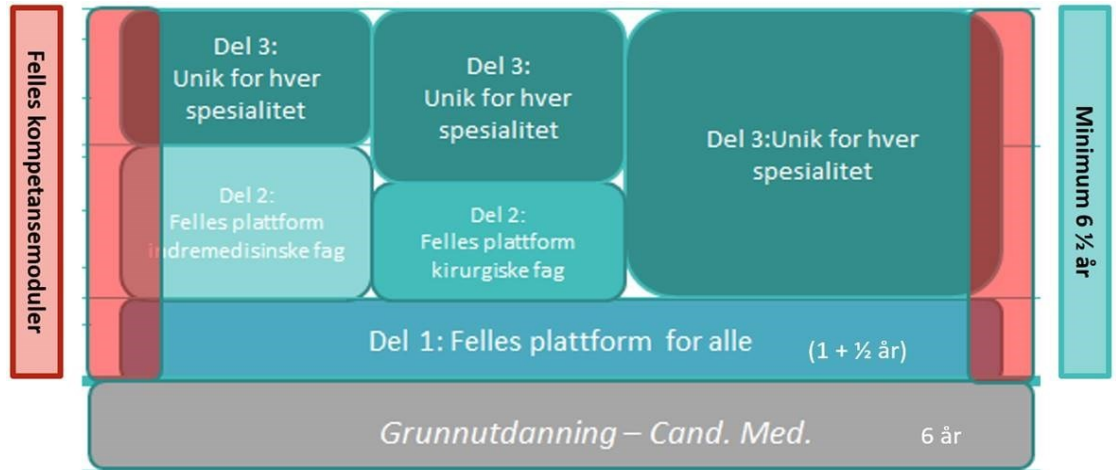 Felles kompetansemoduler
Del 3:
Unik for hver
spesialitet
Del 2:
Felles plattform
indremedisinske fag
Del 3:
Unik for hver
spesialitet
Del 2:
Felles plattform
kirurgiske fag
Del 3:Unik for hver
spesialitet
Del 1: Felles plattform for alle (1 + ½ år)
Grunnutdanning – Cand. Med. 6 år
Minimum 6 ½ år